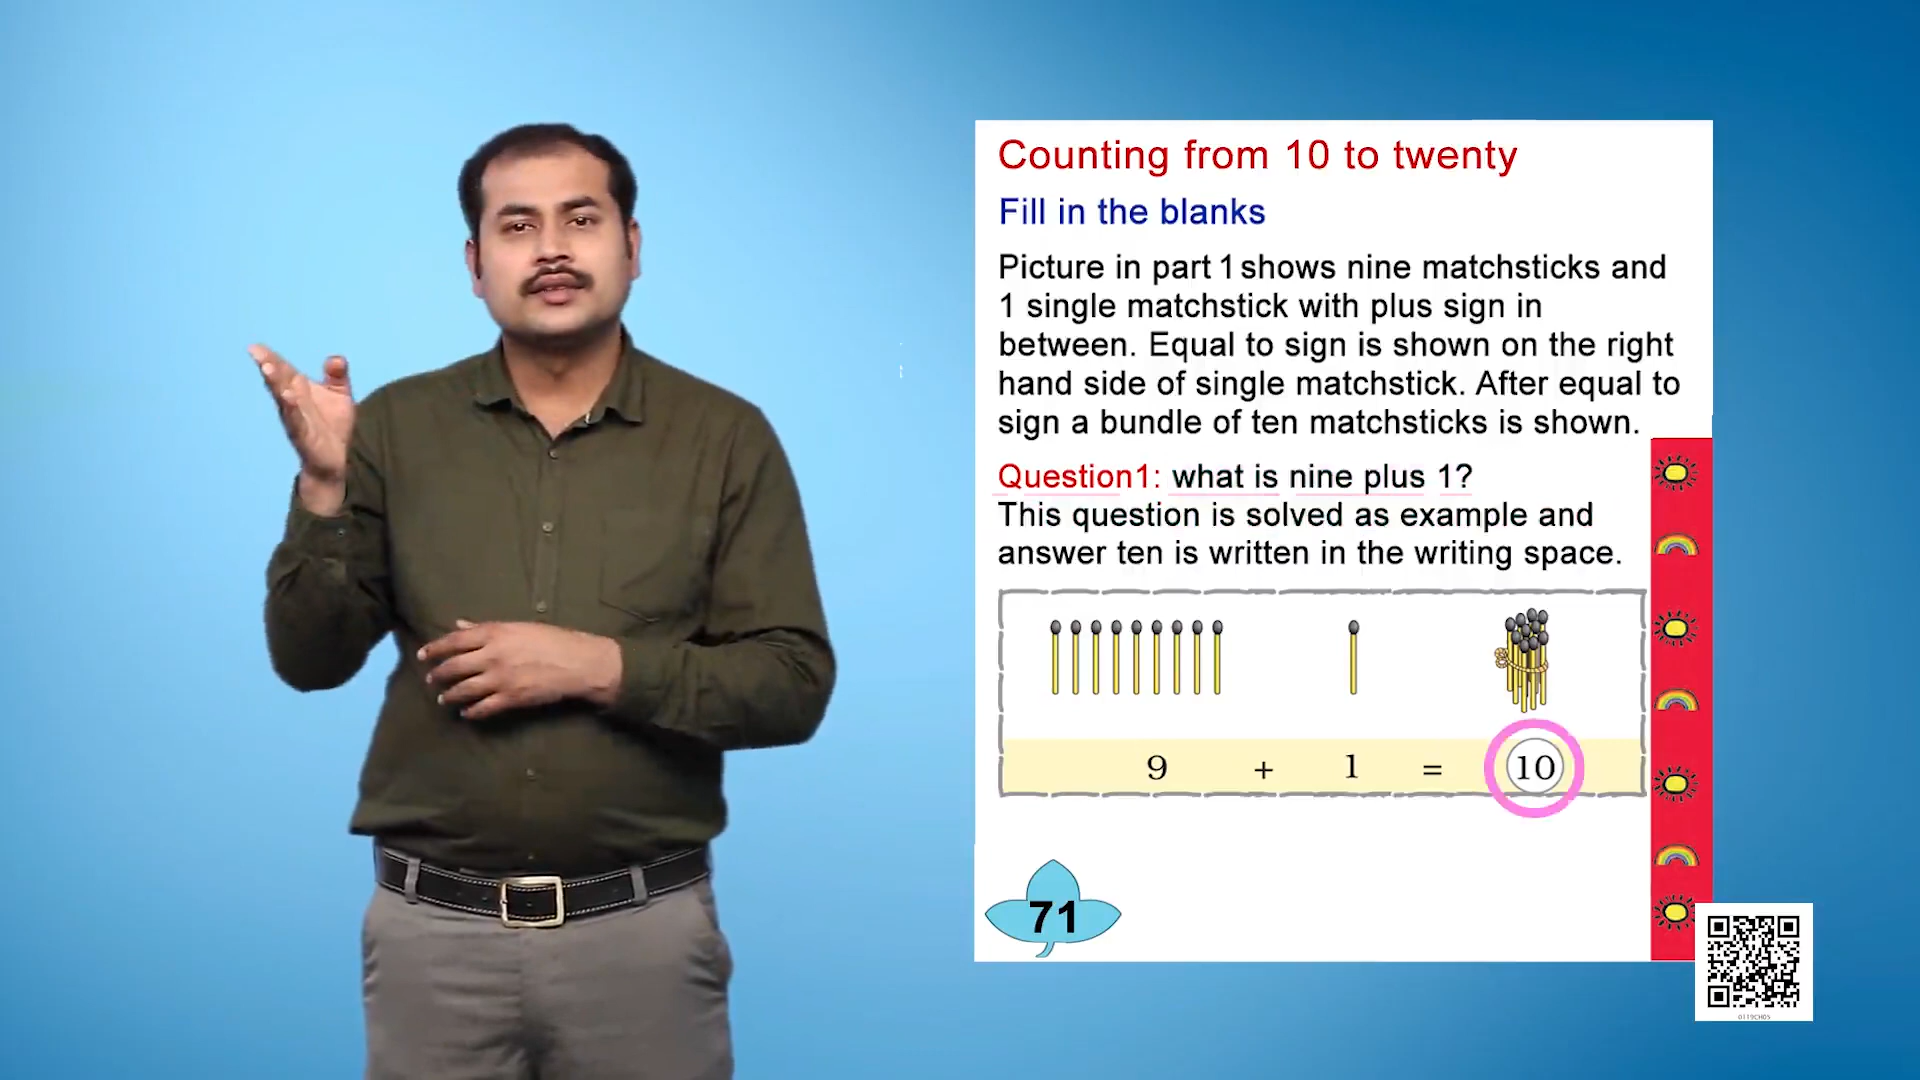 Counting from 10 to twenty
Fill in the blanks
Picture in part 1 shows nine matchsticks and
1 single matchstick with plus sign in
between. Equal to sign is shown on the right
hand side of single matchstick. After equal to
sign a bundle of ten matchsticks is shown.
Question1: what is nine plus 1?
This question is solved as example and
answer ten is written in the writing space.
9 + 1 = 10
71
0119CH05